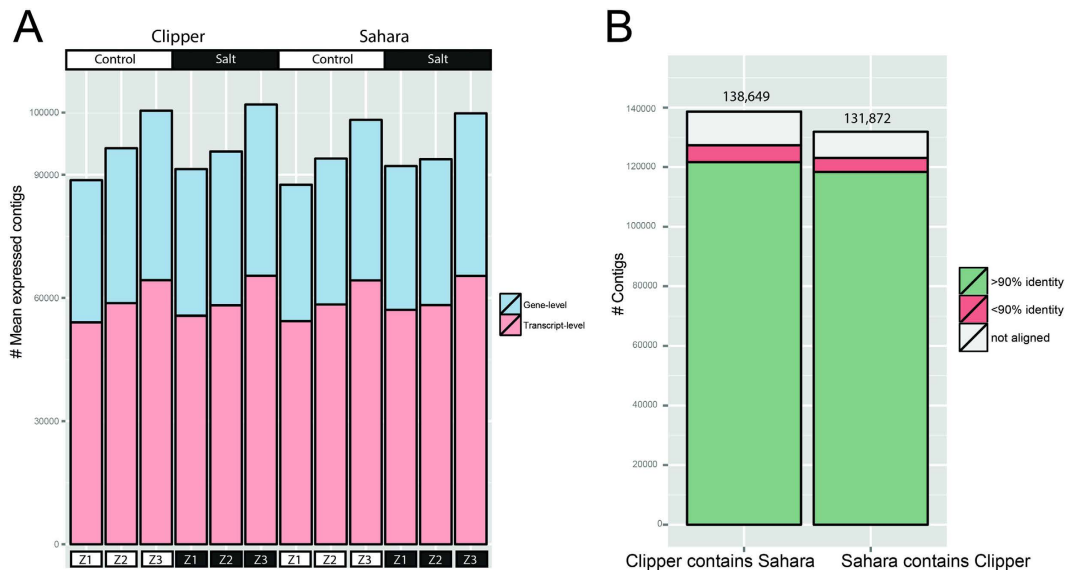 A
Clipper Sahara
Control Salt Control Salt
# Mean expressed contigs
100000
90000
60000
30000
0
Z1 Z2 Z3 Z1 Z2 Z3 Z1 Z2 Z3 Z1 Z2 Z3
Gene-level
Transcript-level
B
138,649
131,872
# Contigs
140000
120000
100000
80000
60000
40000
20000
0
>90% identity
<90% identity
not aligned
Clipper contains Sahara Sahara contains Clipper